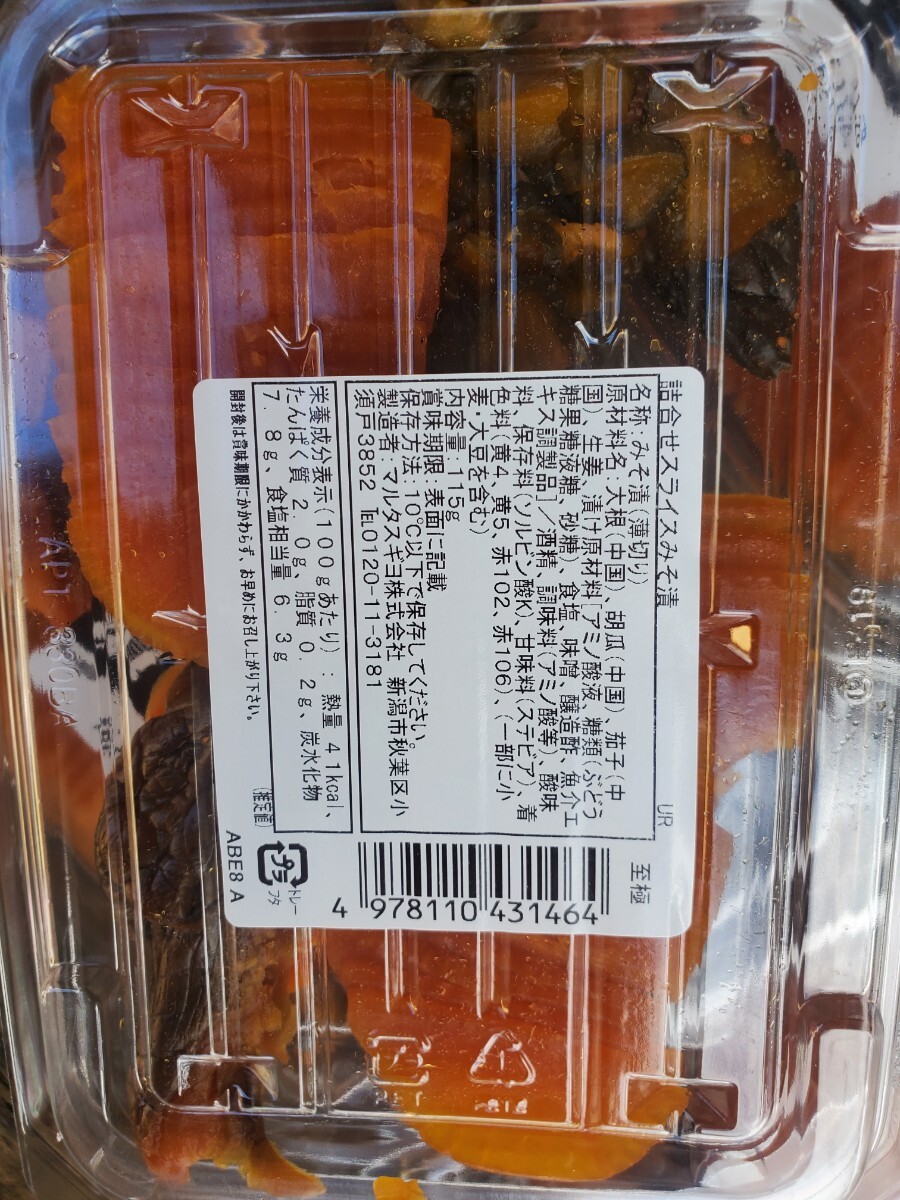 詰合せスライスみそ漬 UR
至極
名称:みそ漬(薄切り)
原材料名:大根(中国)、胡瓜(中国)、茄子(中
国)、生姜、漬け原材料[アミノ酸液、糖類(ぶどう
糖果糖液糖、砂糖)、食塩、味噌、醸造酢、魚介エ
キス調製品]/酒精、調味料(アミノ酸等)、酸味
料、保存料(ソルビン酸K)、甘味料(ステビア)、着
色料(黄4、黄5、赤102、赤106)、(一部に小
麦・大豆を含む)
内容量:115g
賞味期限:表面に記載
保存方法:10℃以下で保存してください。
製造者:マルタスギヨ株式会社 新潟市秋葉区小
須戸3852 TEL0120-11-3181
栄養成分表示(100gあたり): 熱量 41kcal、
たんぱく質 2.0g、脂質 0.2g、炭水化物
7.8g、食塩相当量 6.3g
(推定値)
開封後は賞味期限にかかわらず、お早めにお召し上がり下さい。
4 978110 431464
プラ
トレー
フタ
ABE8 A